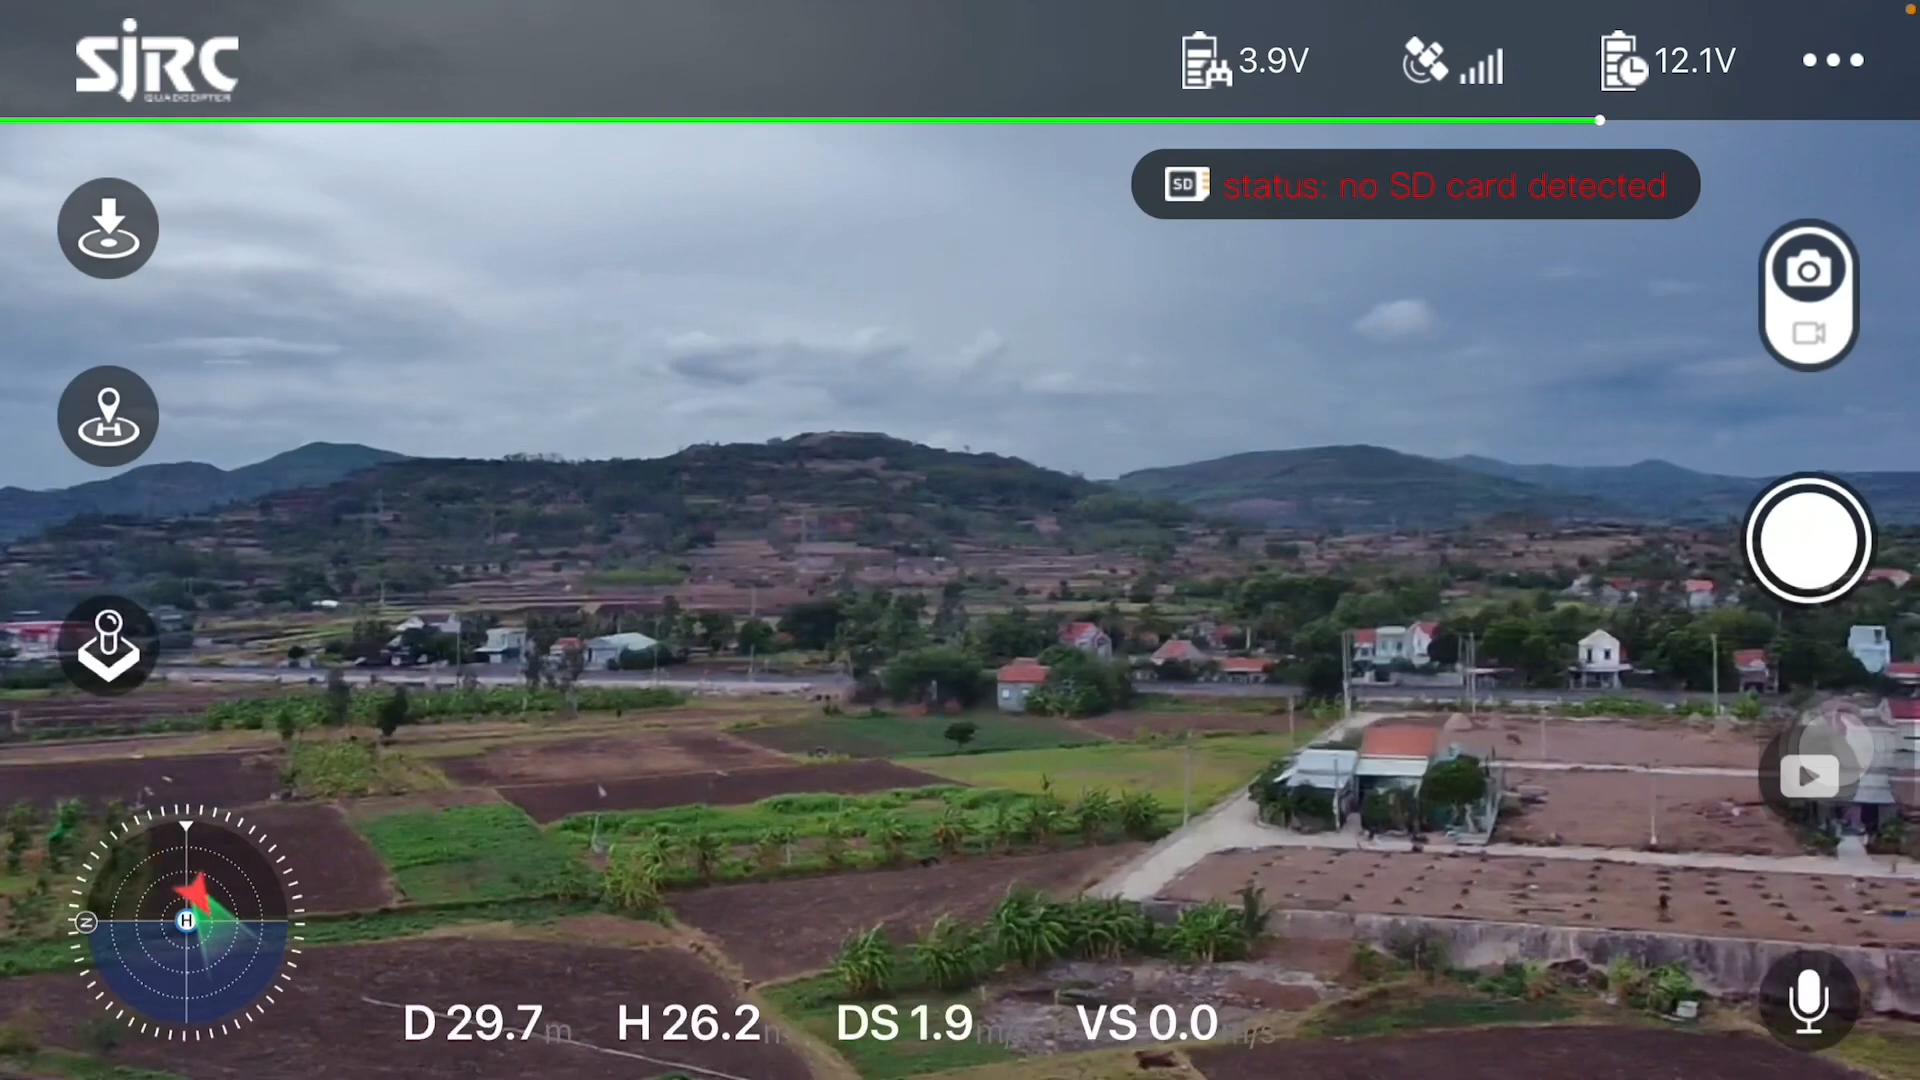 SJRC
QUADCOPTER
3.9V
12.1V
SD status: no SD card detected
H
N
H
D 29.7m H 26.2m DS 1.9m/s VS 0.0m/s